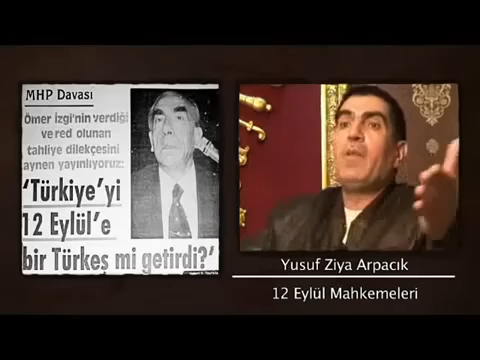 MHP Davası
Ömer İzgi'nin verdiği
ve red olunan
tahliye dilekçesini
aynen yayınlıyoruz:
'Türkiye'yi
12 Eylül'e
bir Türkeş mi getirdi?'
Yusuf Ziya Arpacık
12 Eylül Mahkemeleri